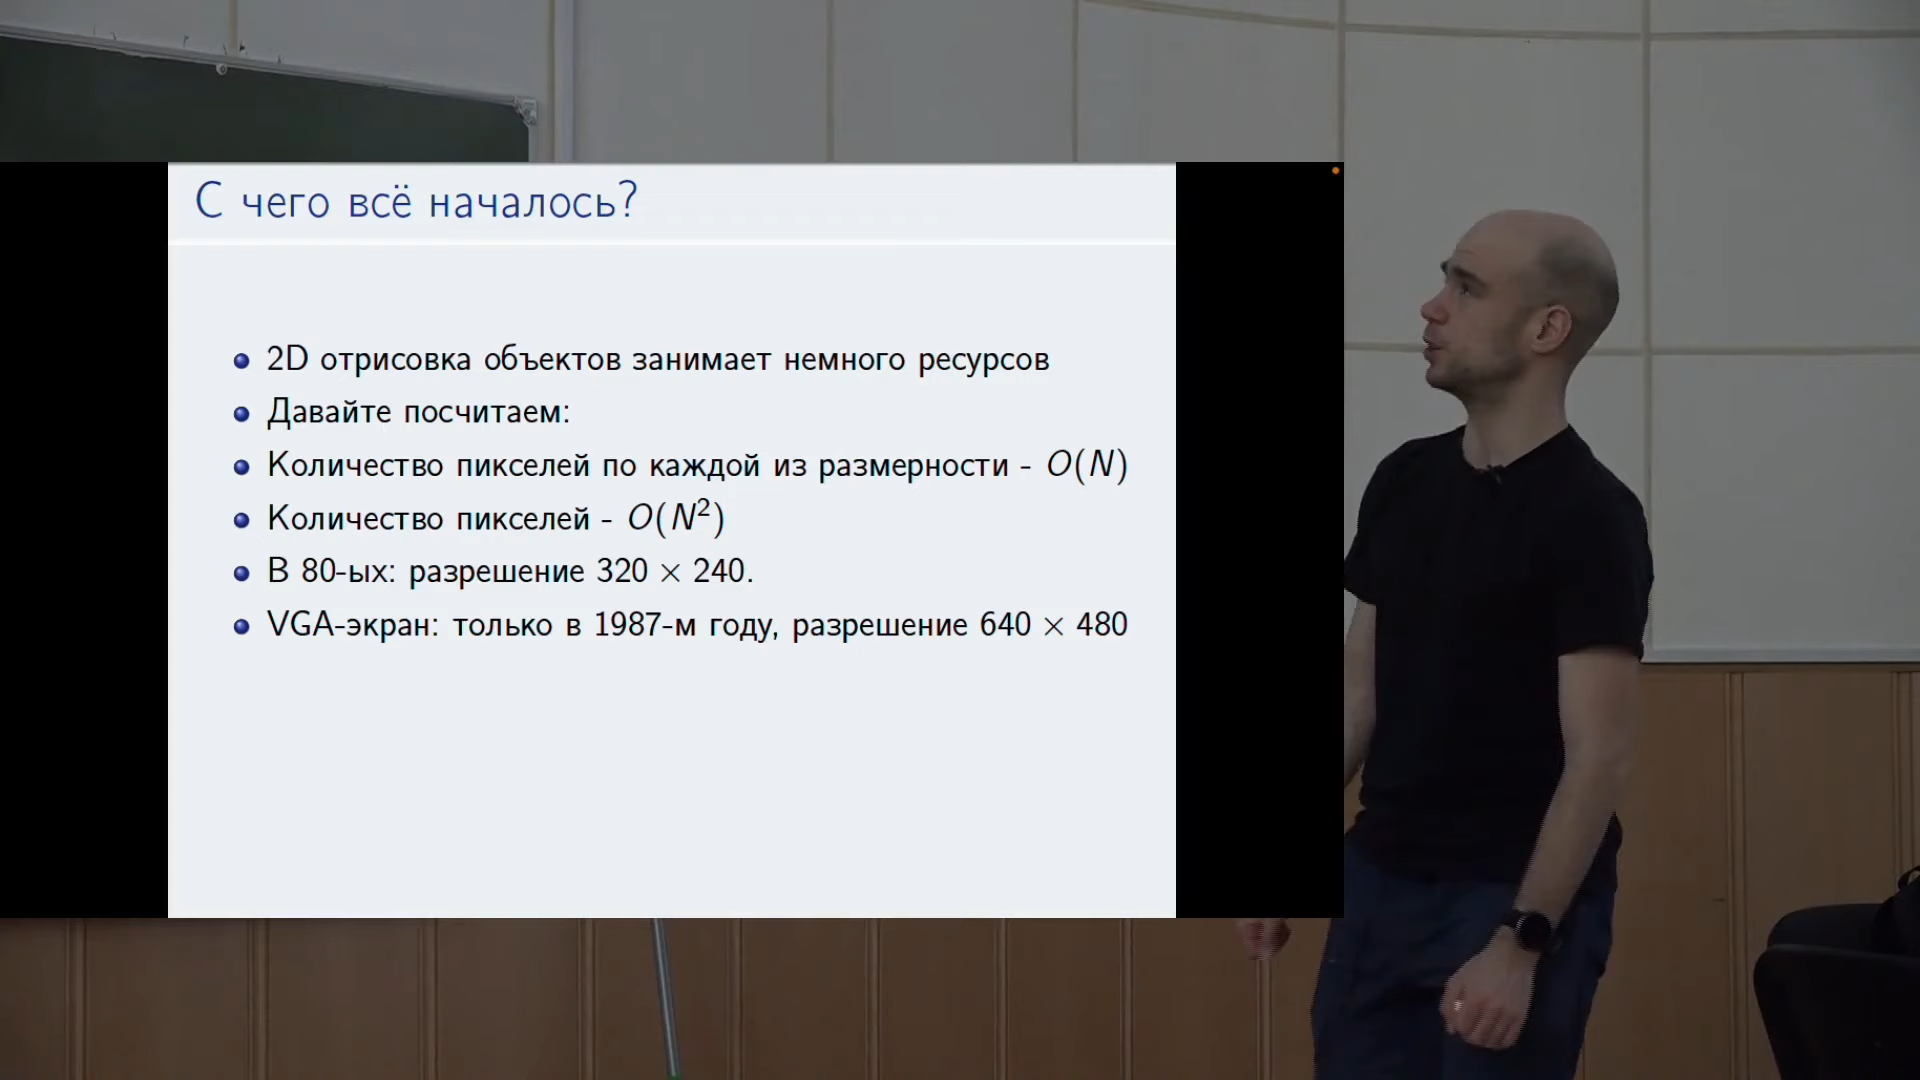 С чего всё началось?
2D отрисовка объектов занимает немного ресурсов
Давайте посчитаем:
Количество пикселей по каждой из размерности - O(N)
Количество пикселей - O(N²)
В 80-ых: разрешение 320 × 240.
VGA-экран: только в 1987-м году, разрешение 640 × 480